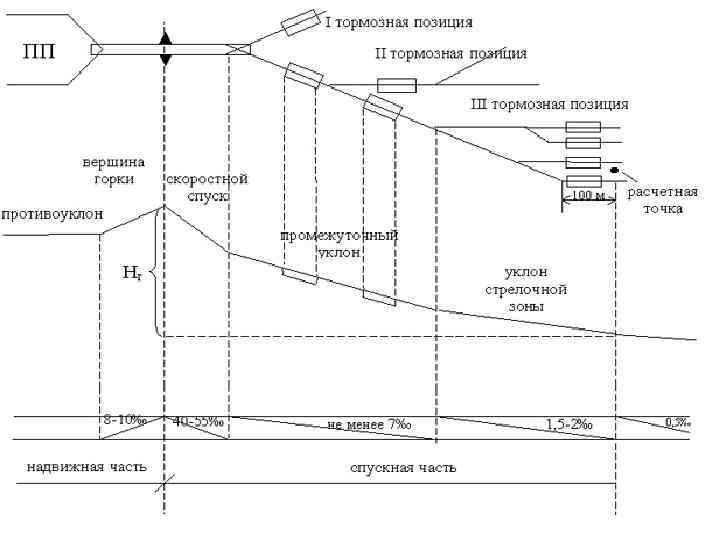 I тормозная позиция
ПП
II тормозная позиция
III тормозная позиция
вершина
горки
скоростной
спуск
100 м
расчетная
точка
противоуклон
промежуточный
уклон
Нг
уклон
стрелочной
зоны
8-10‰
40-55‰
не менее 7‰
1,5-2‰
0,5‰
надвижная часть
спускная часть